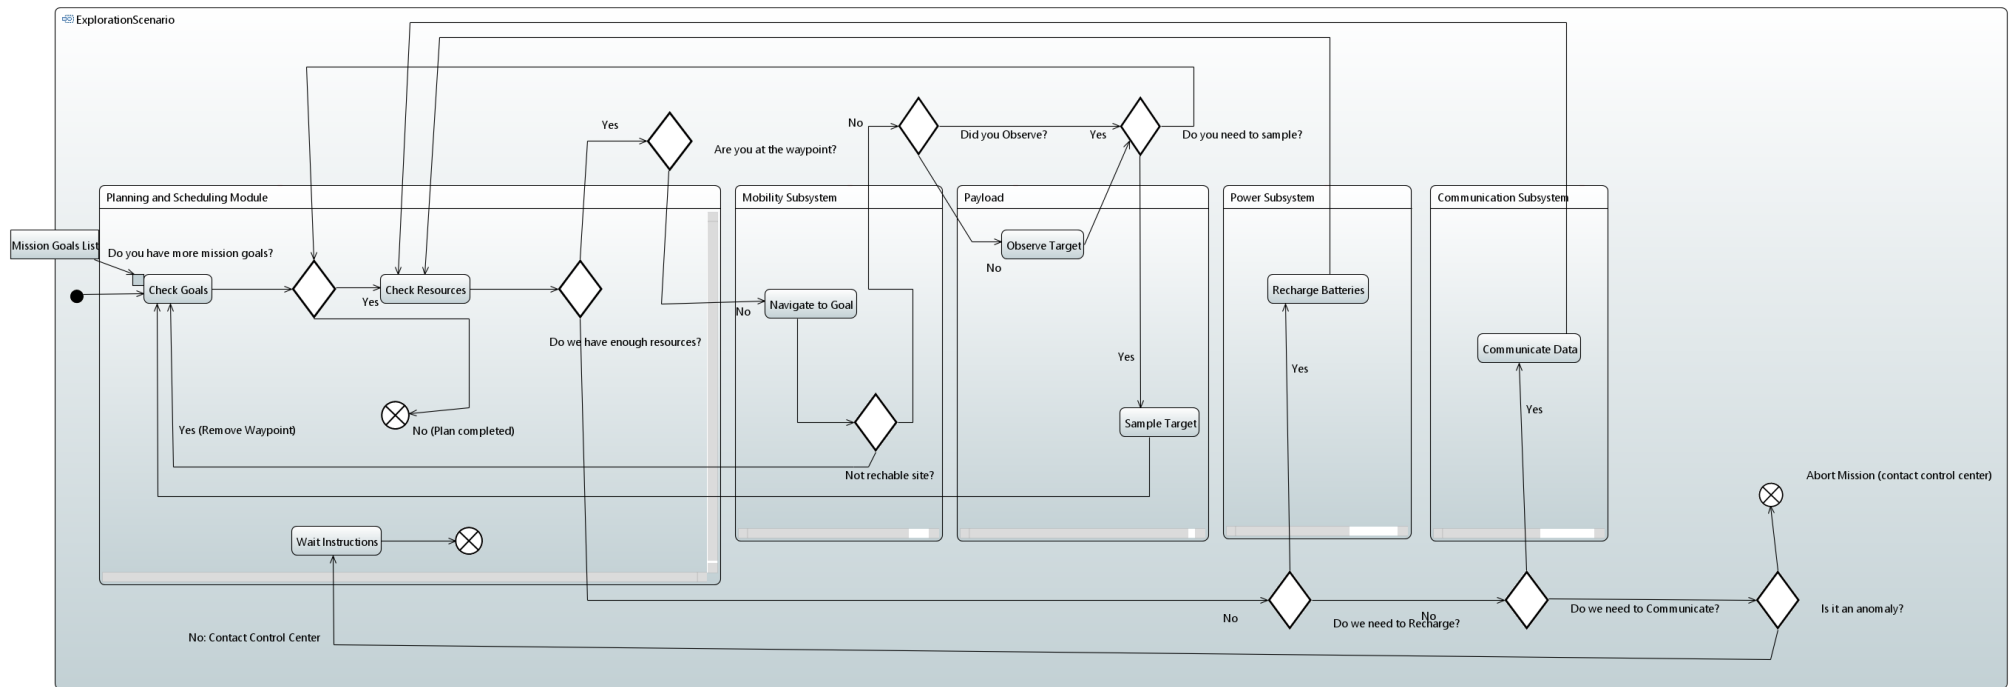 ExplorationScenario
Yes
Are you at the waypoint?
No
Did you Observe?
Yes
Do you need to sample?
Planning and Scheduling Module
Mobility Subsystem
Payload
Power Subsystem
Communication Subsystem
Mission Goals List
Do you have more mission goals?
Observe Target
No
Check Goals
Yes
Check Resources
Navigate to Goal
No
Recharge Batteries
Do we have enough resources?
Communicate Data
Yes
Yes
Yes
Yes (Remove Waypoint)
No (Plan completed)
Sample Target
Not rechable site?
Abort Mission (contact control center)
Wait Instructions
No
Do we need to Recharge?
No
Do we need to Communicate?
Is it an anomaly?
No: Contact Control Center